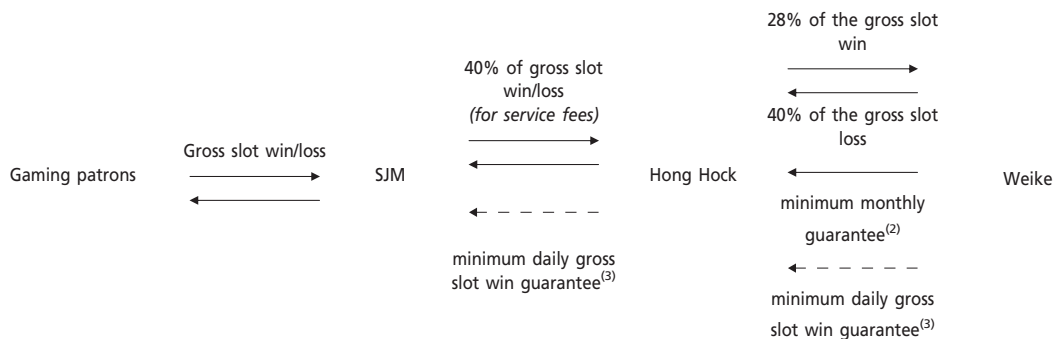 28% of the gross slot
win
40% of gross slot
win/loss
(for service fees)
40% of the gross slot
loss
Gross slot win/loss
Gaming patrons
SJM
Hong Hock
Weike
minimum monthly
guarantee(2)
minimum daily gross
slot win guarantee(3)
minimum daily gross
slot win guarantee(3)